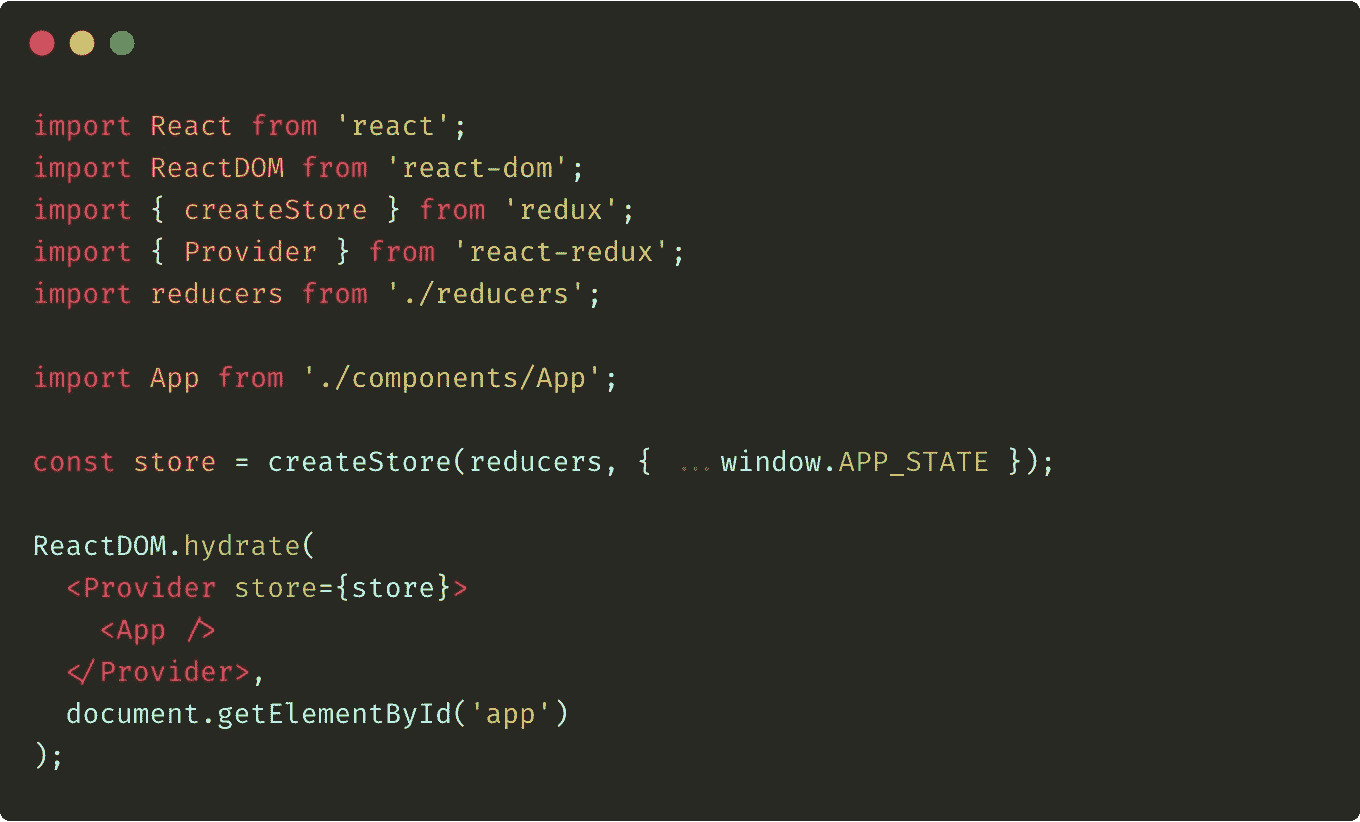 import React from 'react';
import ReactDOM from 'react-dom';
import { createStore } from 'redux';
import { Provider } from 'react-redux';
import reducers from './reducers';

import App from './components/App';

const store = createStore(reducers, { ...window.APP_STATE });

ReactDOM.hydrate(
  <Provider store={store}>
    <App />
  </Provider>,
  document.getElementById('app')
);